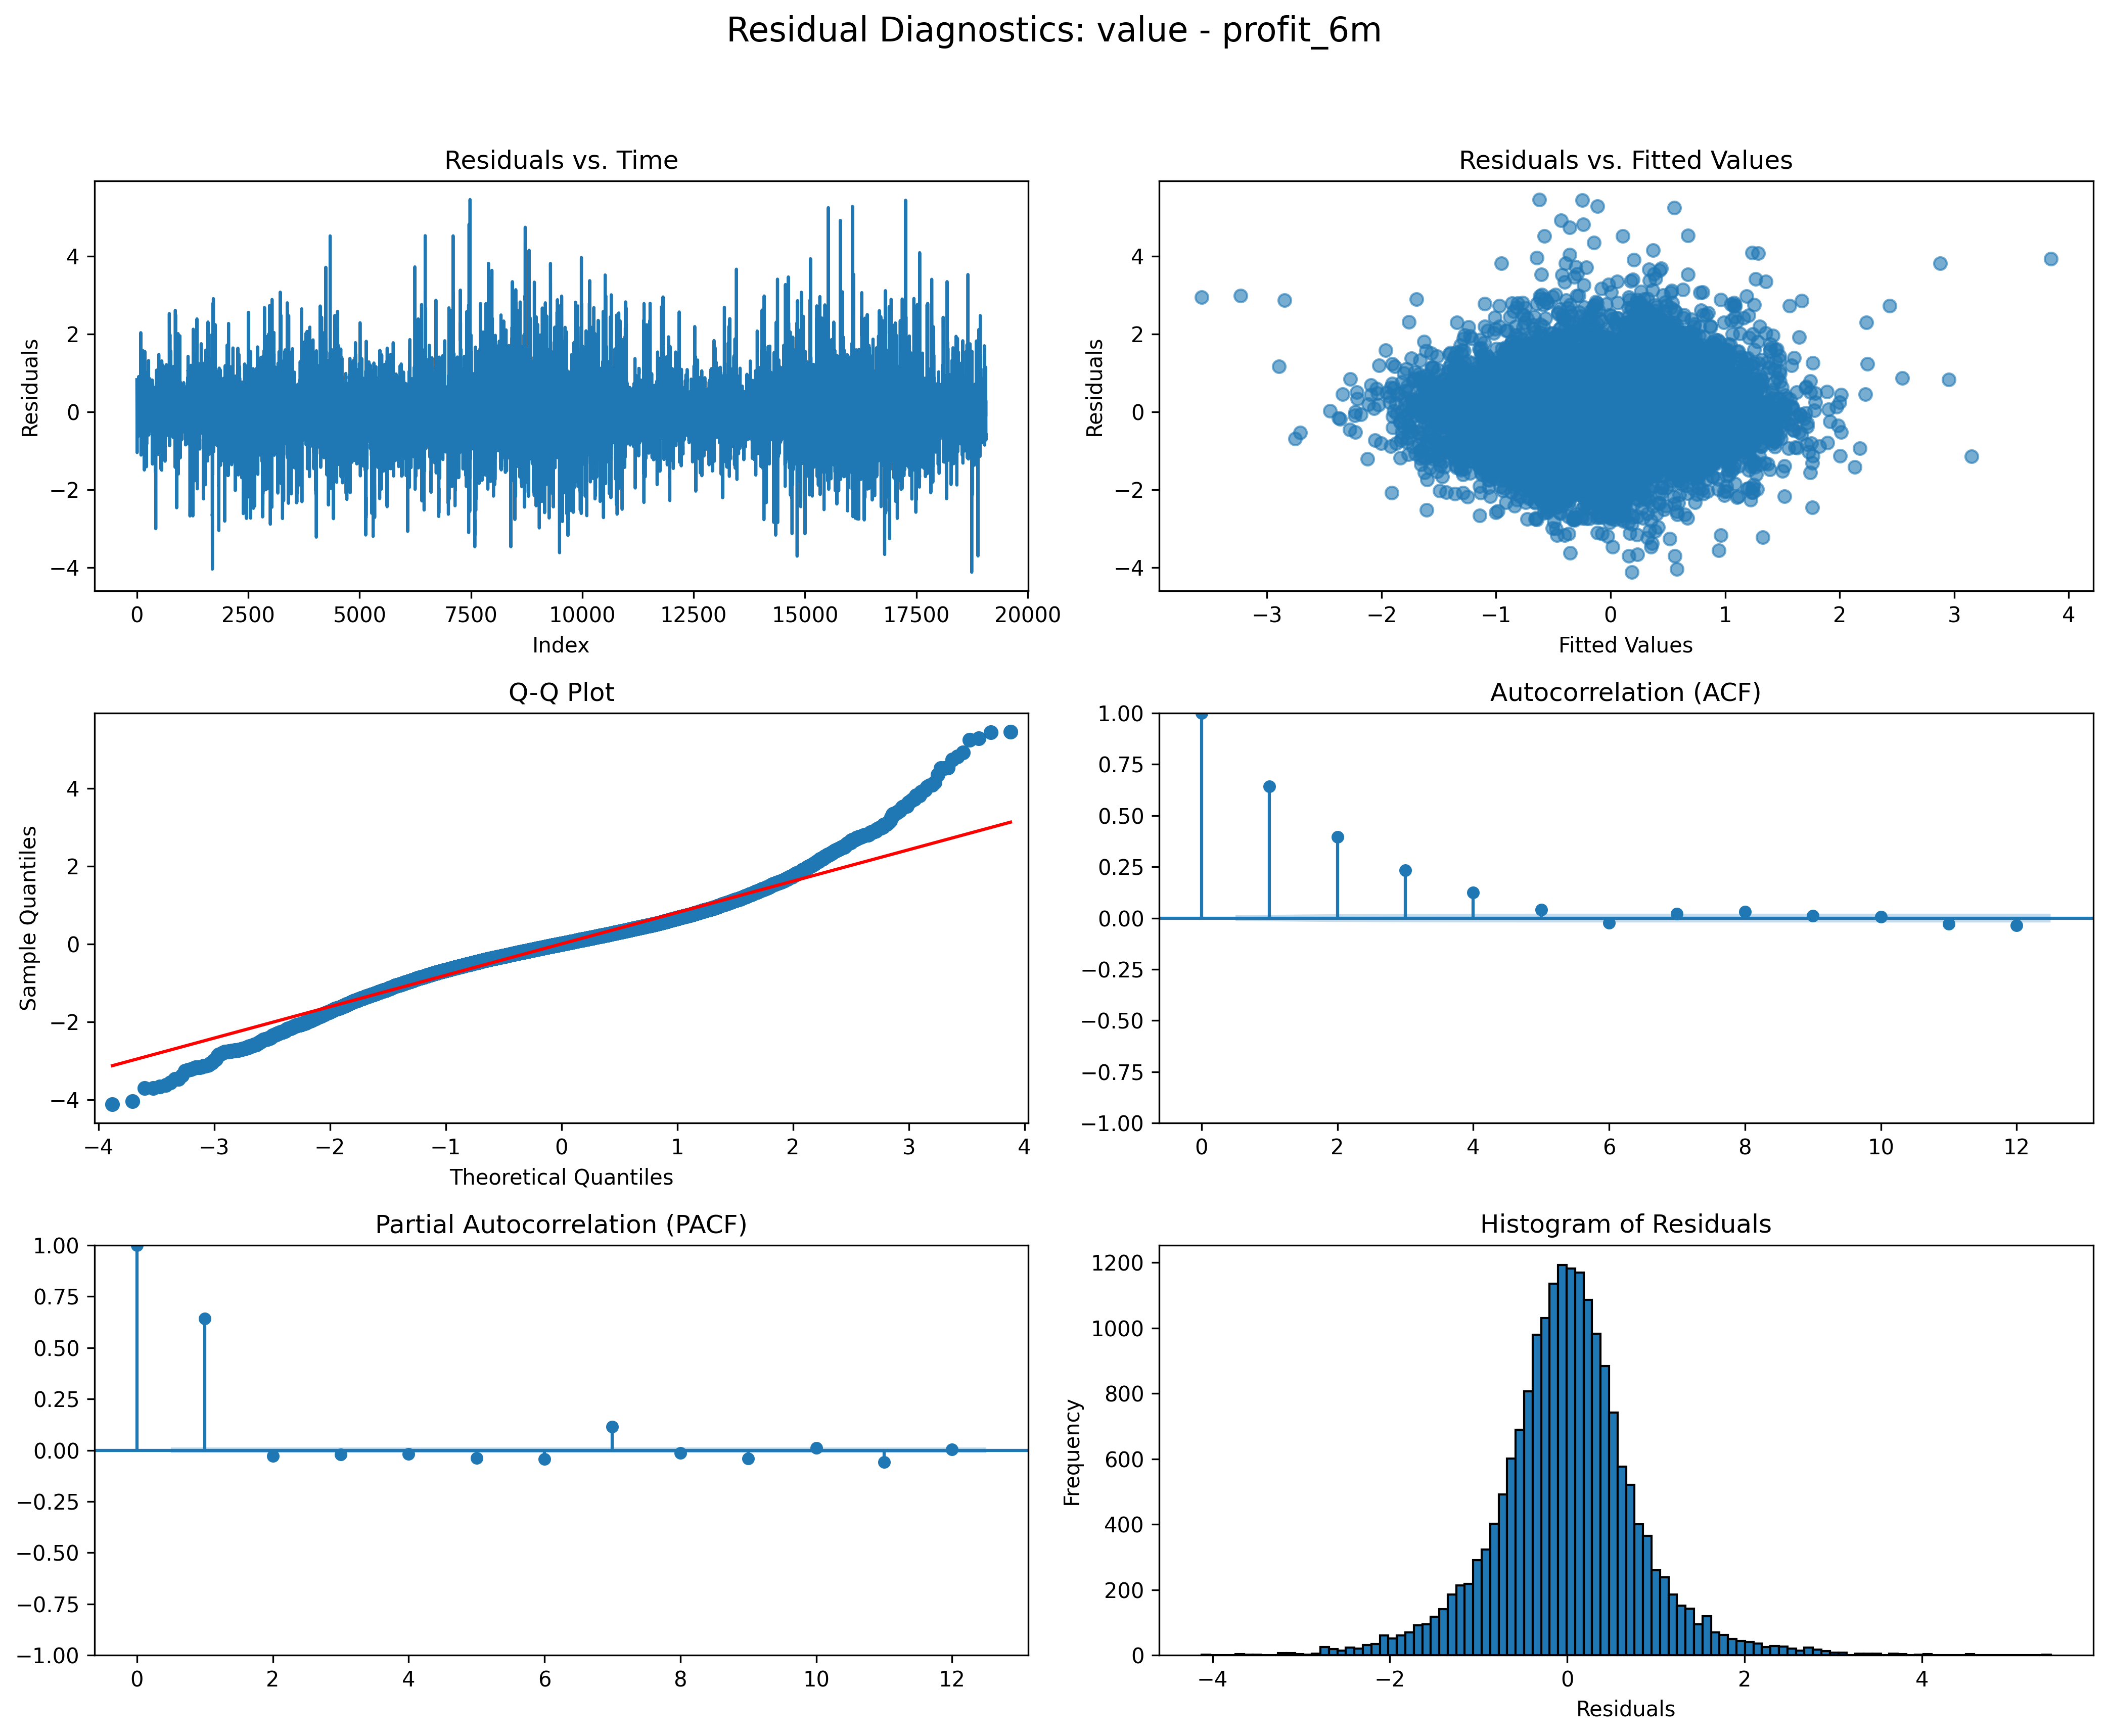 Residual Diagnostics: value - profit_6m
Residuals vs. Time
Residuals
4
2
0
−2
−4
0 2500 5000 7500 10000 12500 15000 17500 20000
Index
Residuals vs. Fitted Values
Residuals
4
2
0
−2
−4
−3 −2 −1 0 1 2 3 4
Fitted Values
Q-Q Plot
Sample Quantiles
4
2
0
−2
−4
−4 −3 −2 −1 0 1 2 3 4
Theoretical Quantiles
Autocorrelation (ACF)
1.00
0.75
0.50
0.25
0.00
−0.25
−0.50
−0.75
−1.00
0 2 4 6 8 10 12
Partial Autocorrelation (PACF)
1.00
0.75
0.50
0.25
0.00
−0.25
−0.50
−0.75
−1.00
0 2 4 6 8 10 12
Histogram of Residuals
Frequency
1200
1000
800
600
400
200
0
−4 −2 0 2 4
Residuals